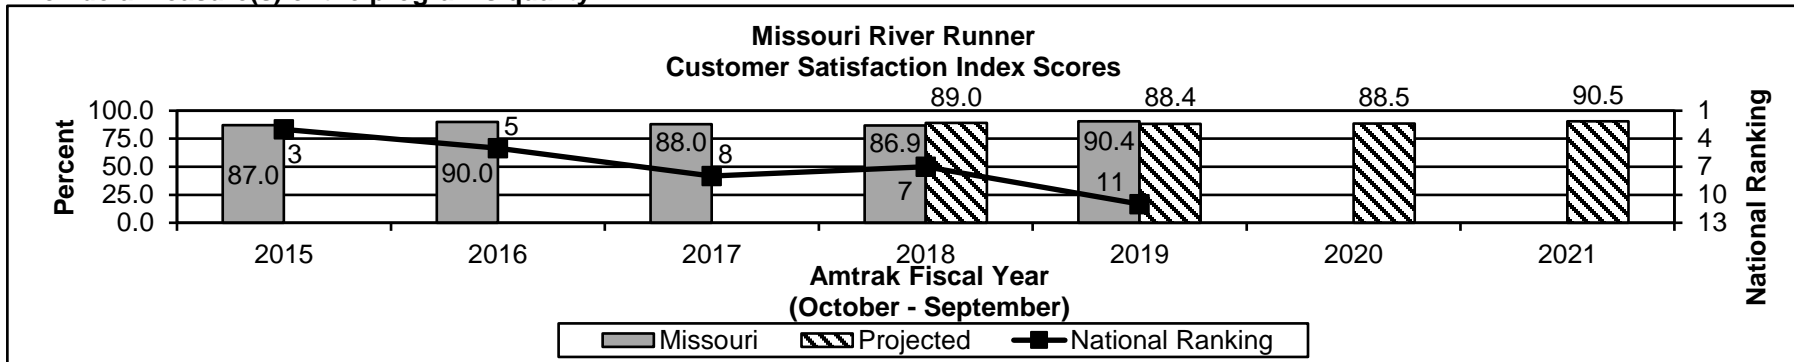 Missouri River Runner
Customer Satisfaction Index Scores
89.0 88.4 88.5 90.5
100.0 1
75.0 4
50.0 7
25.0 10
0.0 13
Percent
National Ranking
87.0 90.0 88.0 86.9 90.4
3 5 8 7 11
2015 2016 2017 2018 2019 2020 2021
Amtrak Fiscal Year
(October - September)
Missouri Projected National Ranking